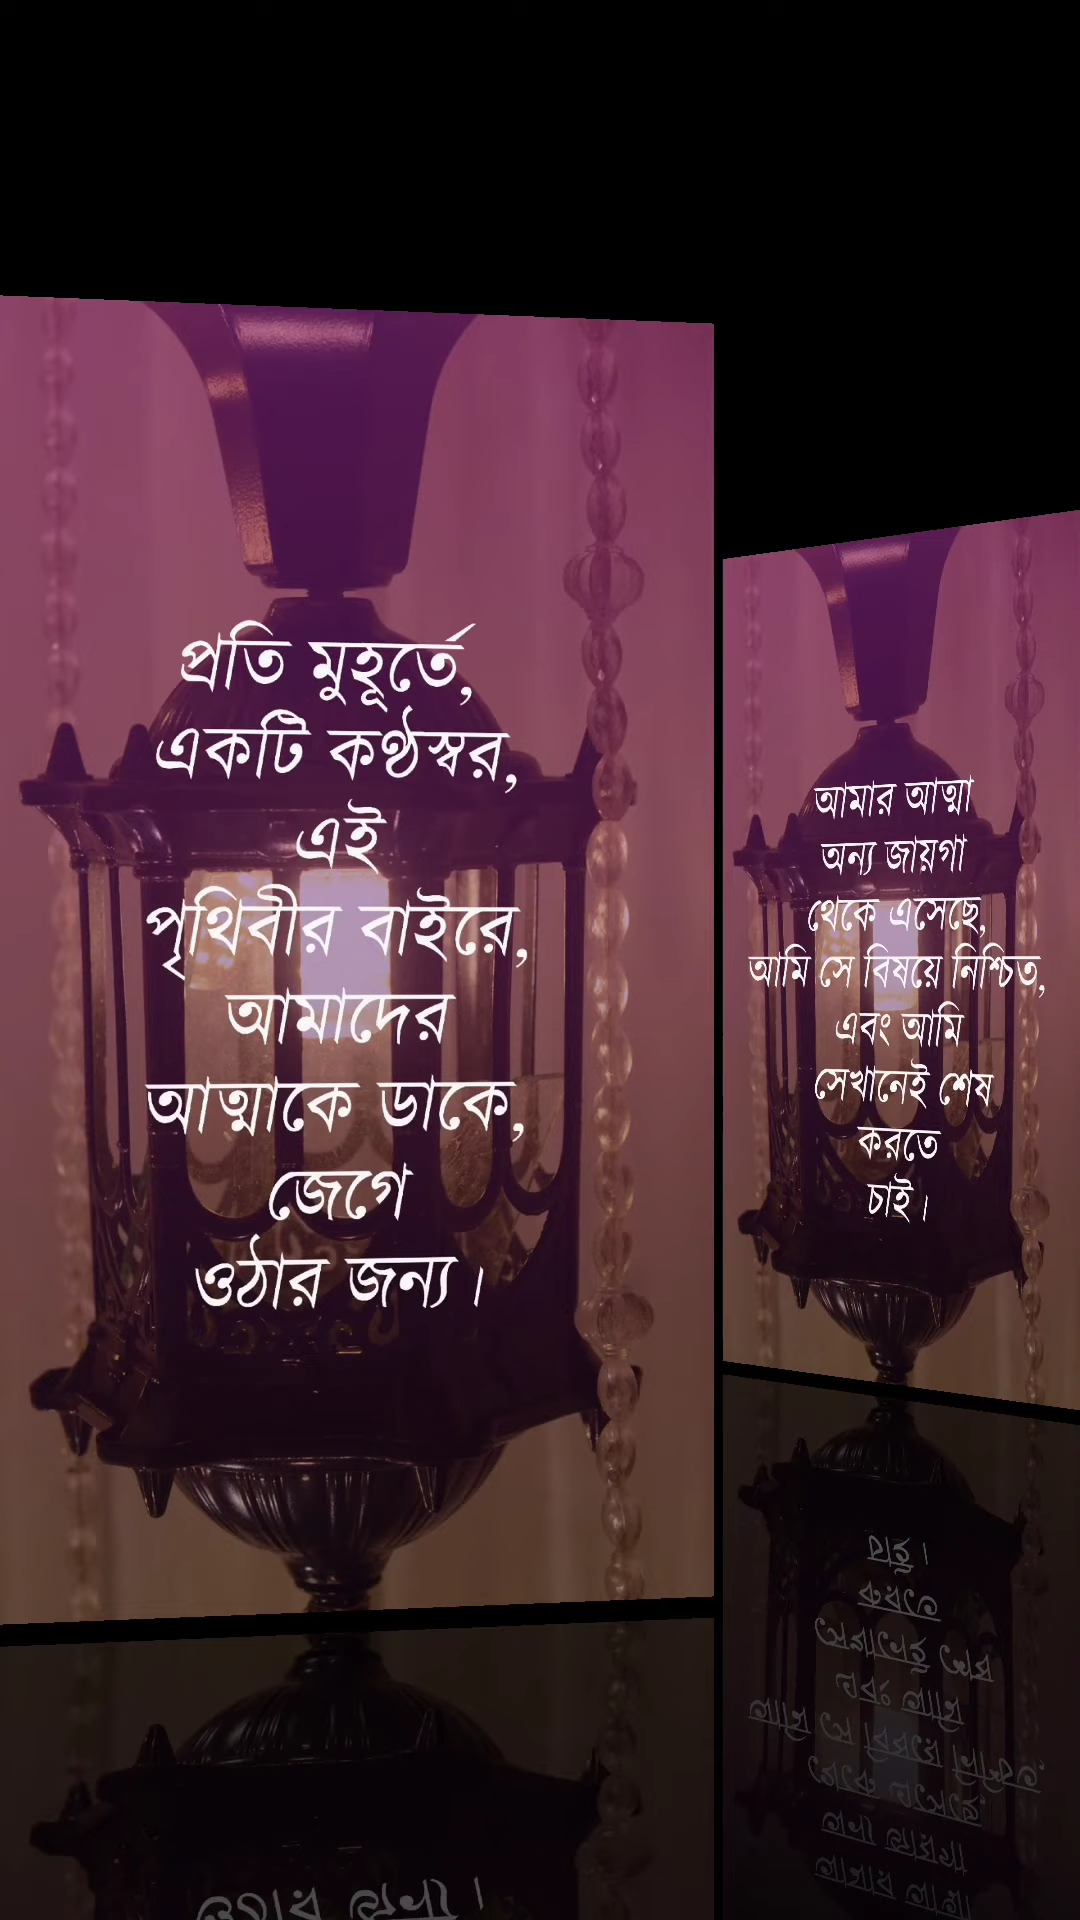 প্রতি মুহূর্তে,
একটি কণ্ঠস্বর,
এই
পৃথিবীর বাইরে,
আমাদের
আত্মাকে ডাকে,
জেগে
ওঠার জন্য।
আমার আত্মা
অন্য জায়গা
থেকে এসেছে,
আমি সে বিষয়ে নিশ্চিত,
এবং আমি
সেখানেই শেষ
করতে
চাই।